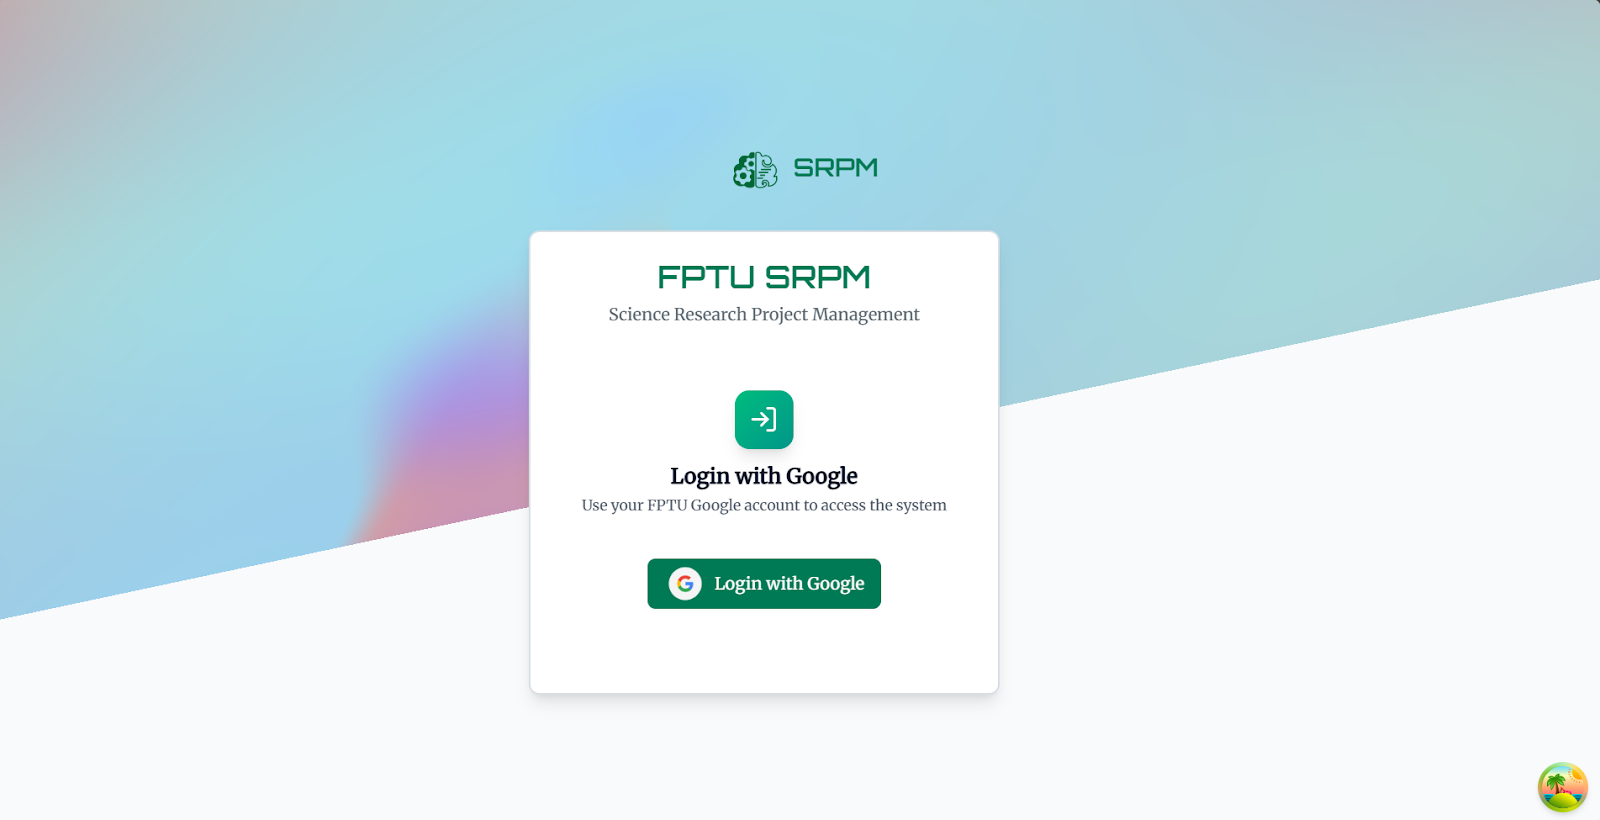 SRPM
FPTU SRPM
Science Research Project Management
Login with Google
Use your FPTU Google account to access the system
Login with Google